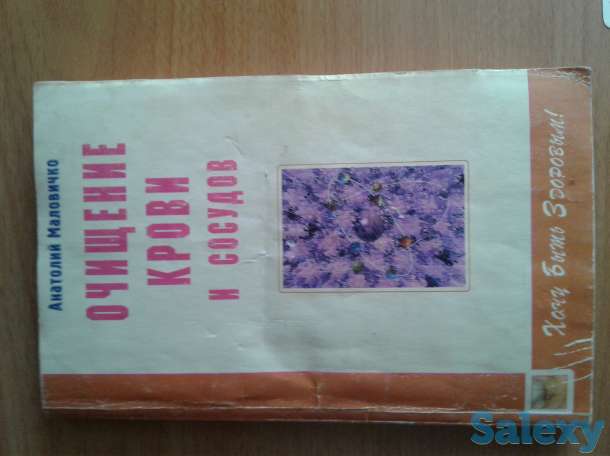 Анатолий Маловичко
ОЧИЩЕНИЕ
КРОВИ
И СОСУДОВ
Хочу Быть Здоровым!
Salexy